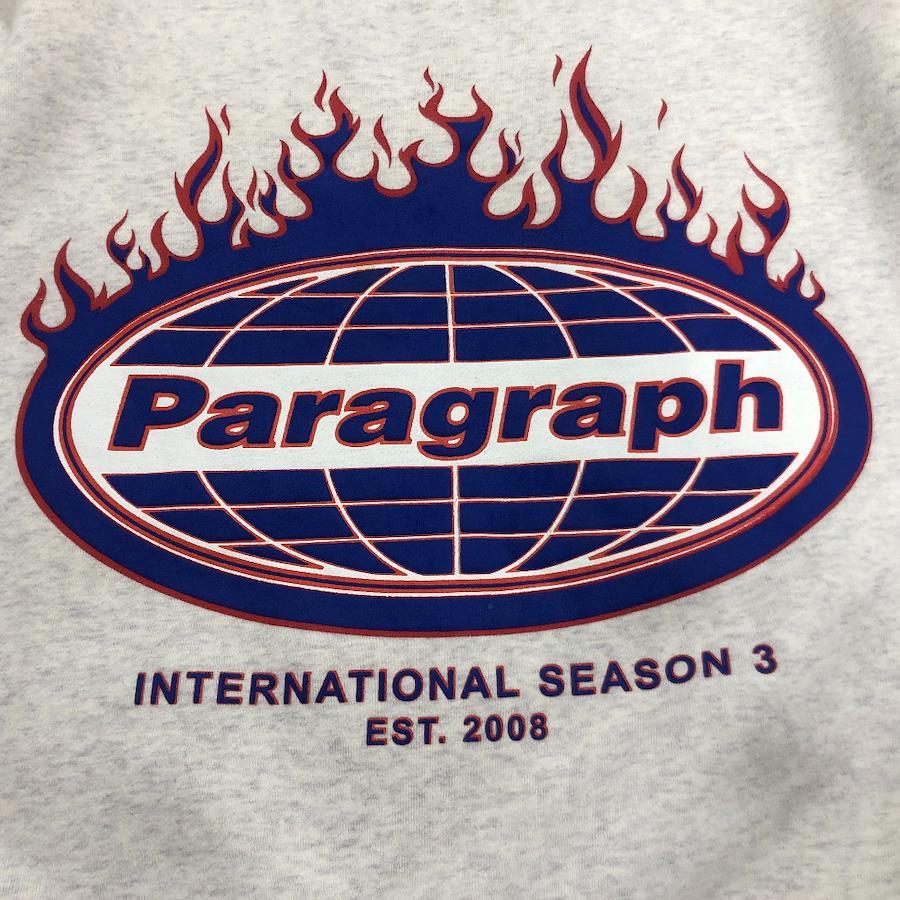 Paragraph
INTERNATIONAL SEASON 3
EST. 2008